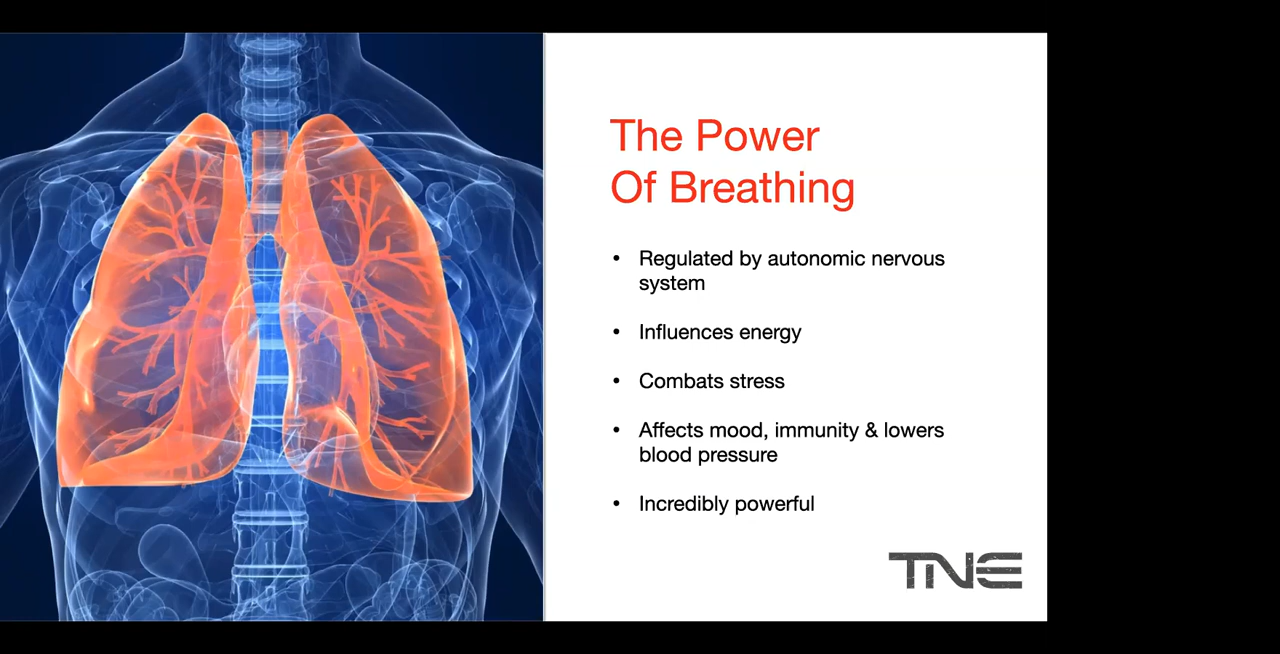 The Power
Of Breathing
• Regulated by autonomic nervous
system
• Influences energy
• Combats stress
• Affects mood, immunity & lowers
blood pressure
• Incredibly powerful
TNE